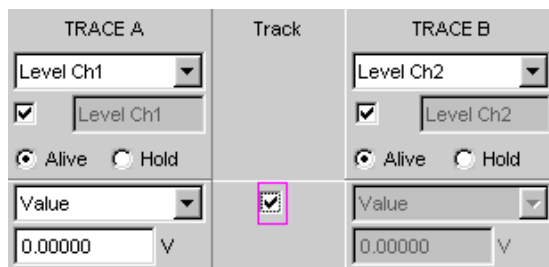 TRACE A Track TRACE B
Level Ch1 Level Ch2
Level Ch1 Level Ch2
Alive Hold Alive Hold
Value Value
0.00000 V 0.00000 V